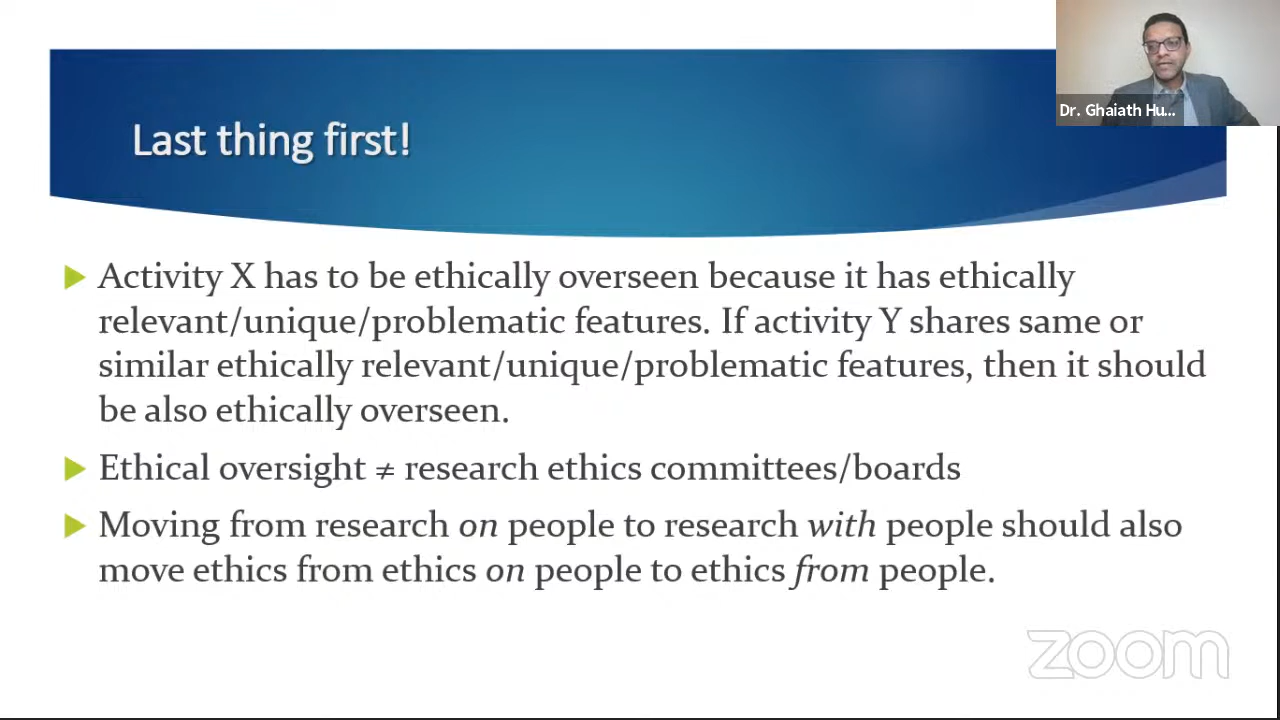 Dr. Ghaiath Hu...
Last thing first!
Activity X has to be ethically overseen because it has ethically
relevant/unique/problematic features. If activity Y shares same or
similar ethically relevant/unique/problematic features, then it should
be also ethically overseen.
Ethical oversight ≠ research ethics committees/boards
Moving from research on people to research with people should also
move ethics from ethics on people to ethics from people.
zoom